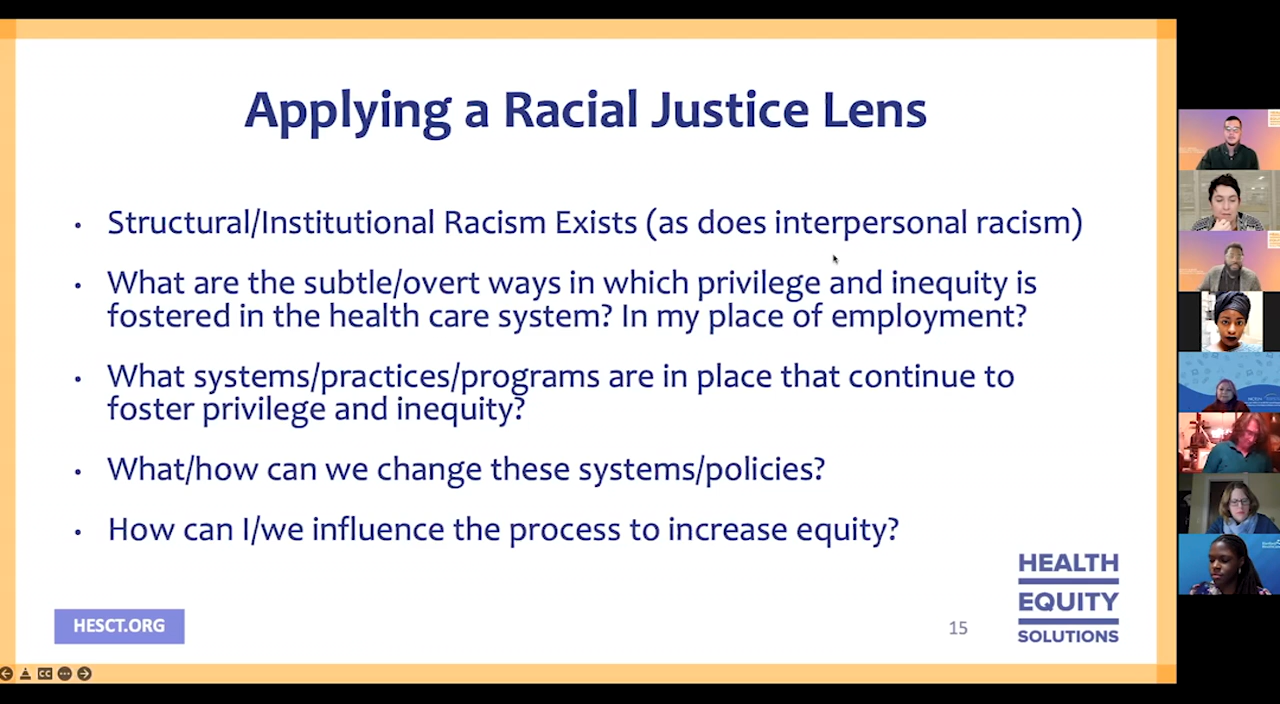 Applying a Racial Justice Lens
• Structural/Institutional Racism Exists (as does interpersonal racism)
• What are the subtle/overt ways in which privilege and inequity is
fostered in the health care system? In my place of employment?
• What systems/practices/programs are in place that continue to
foster privilege and inequity?
• What/how can we change these systems/policies?
• How can I/we influence the process to increase equity?
HESCT.ORG
15
HEALTH
EQUITY
SOLUTIONS
CC